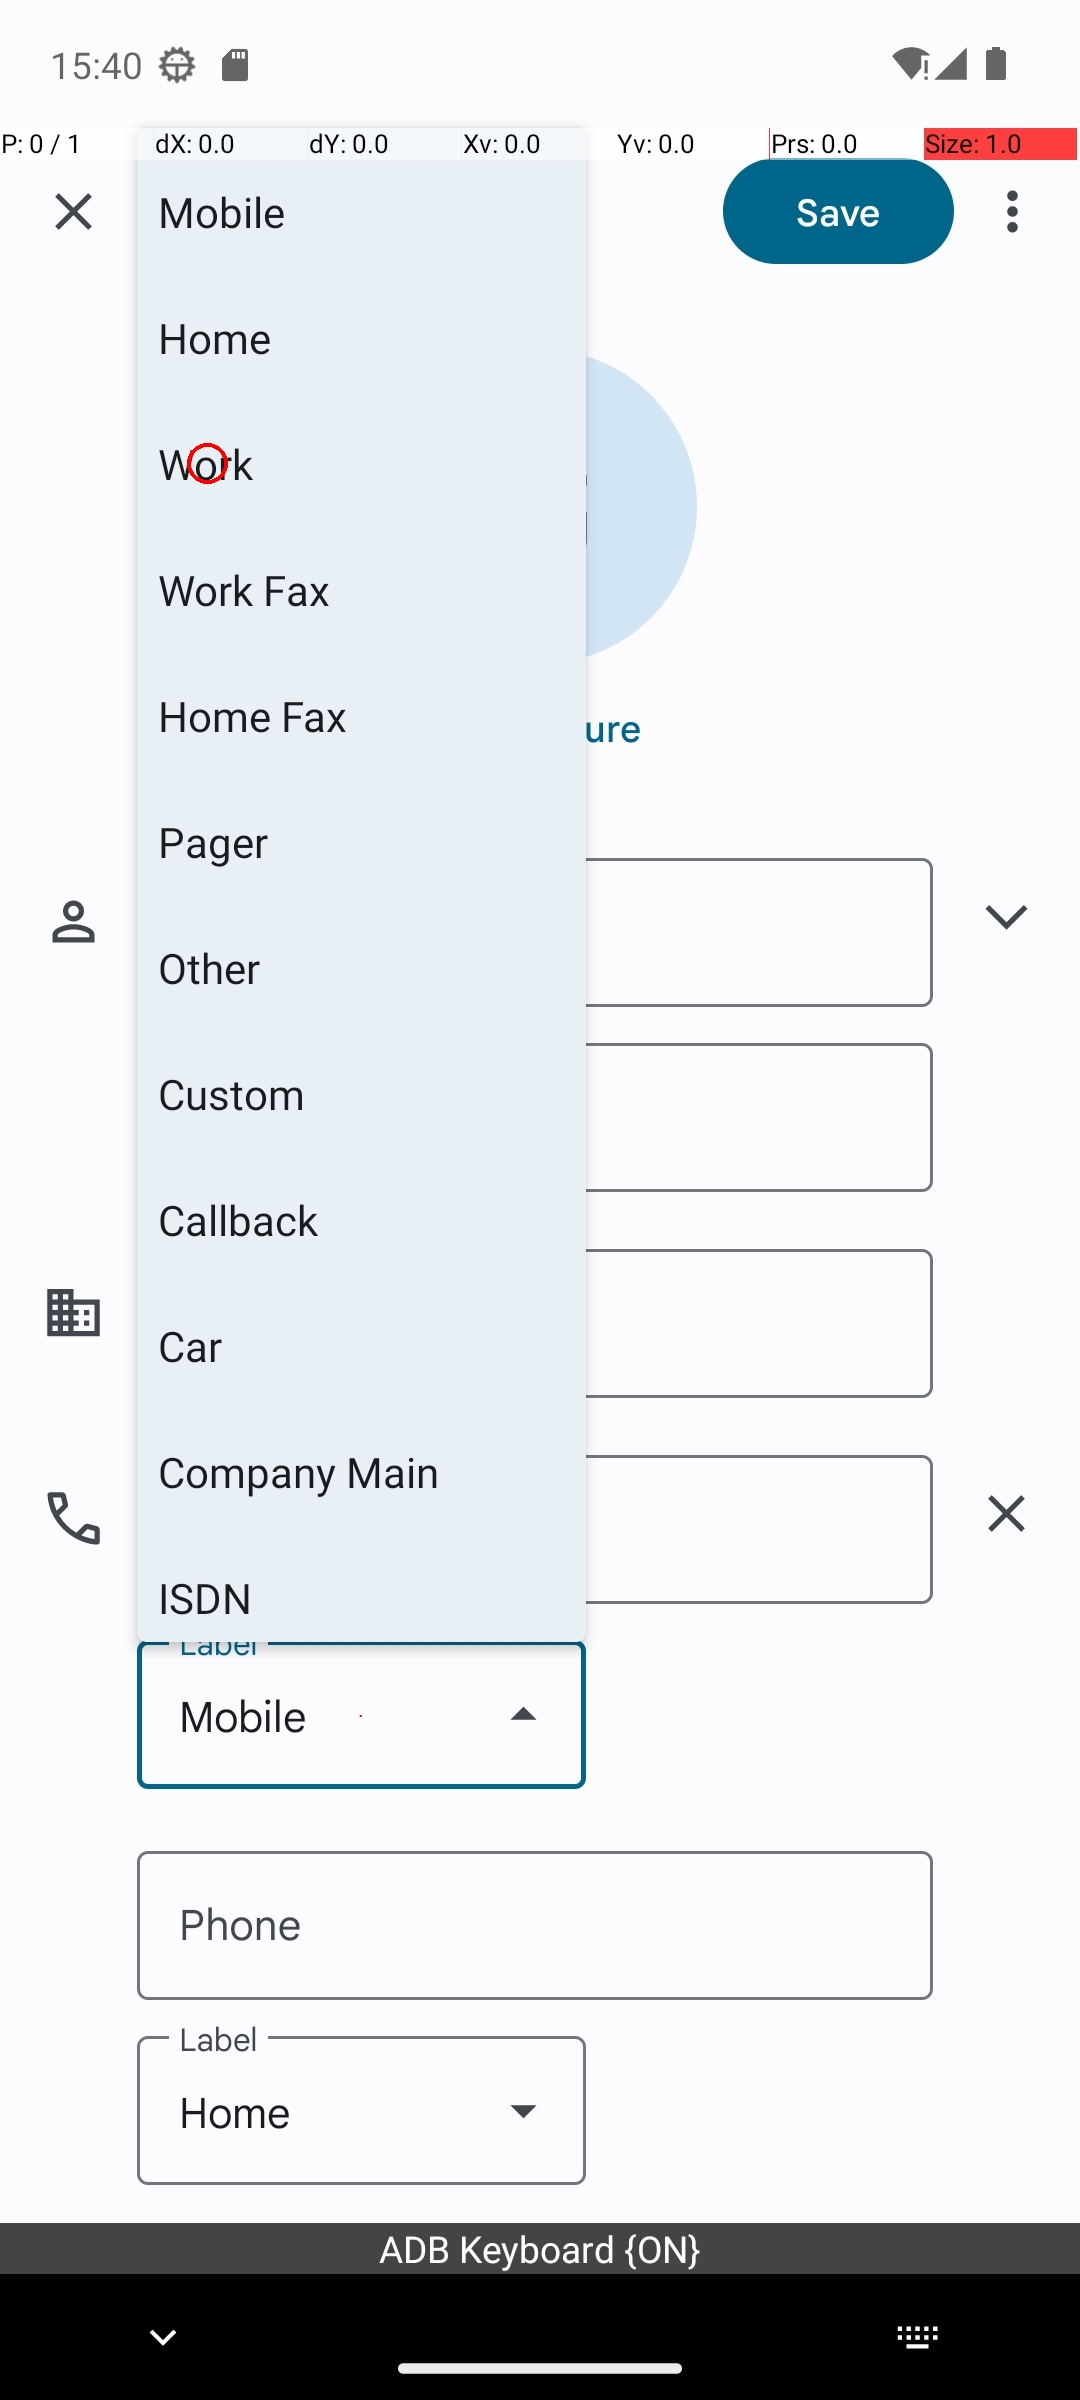 15:40
P: 0 / 1 dX: 0.0 dY: 0.0 Xv: 0.0 Yv: 0.0 Prs: 0.0 Size: 1.0
Mobile
Save
Home
Work
Work Fax
Home Fax
ure
Pager
Other
Custom
Callback
Car
Company Main
ISDN
Label
Mobile
Phone
Label
Home
ADB Keyboard {ON}